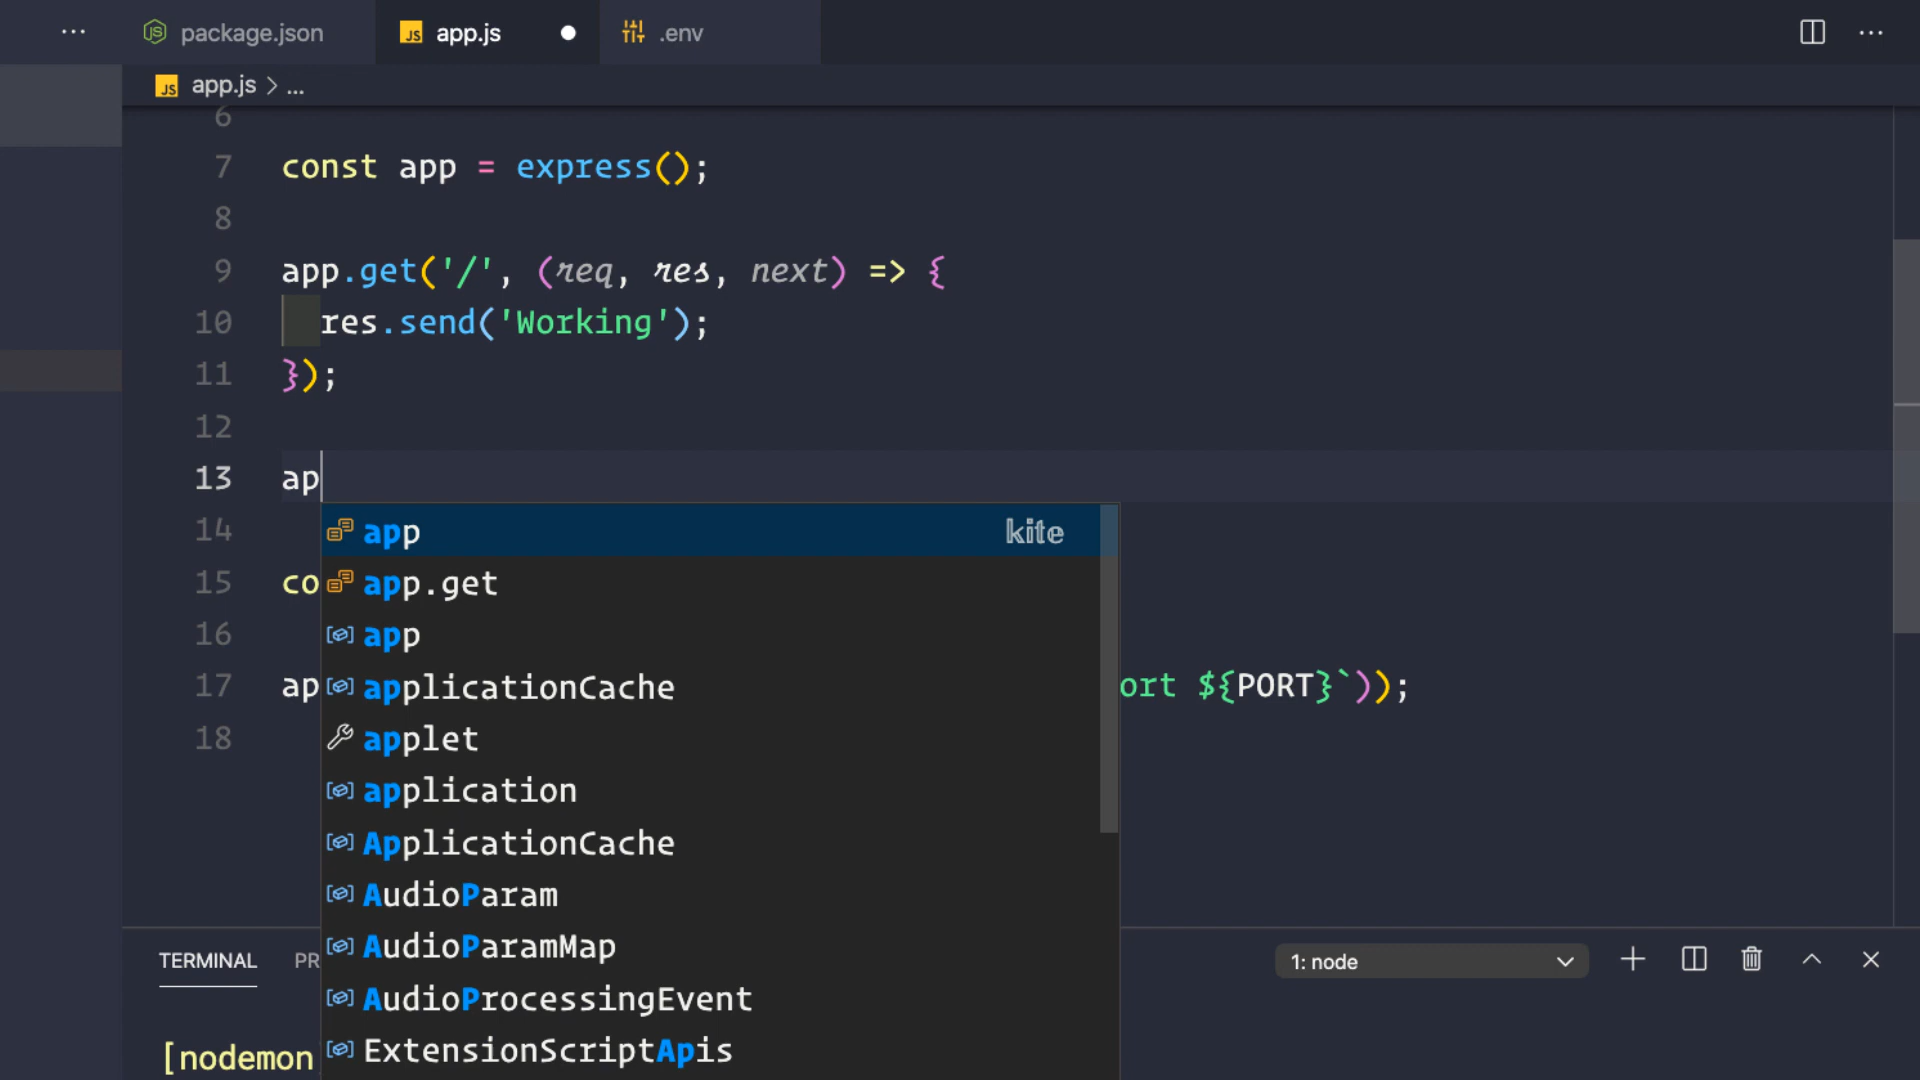 ... package.json app.js .env ...
app.js > ...
6
7 const app = express();
8
9 app.get('/', (req, res, next) => {
10 res.send('Working');
11 });
12
13 ap
app kite
14
app.get
15 co
app
16
applicationCache
17 ap ort ${PORT}`));
applet
18
application
ApplicationCache
AudioParam
AudioParamMap
TERMINAL PR 1: node
AudioProcessingEvent
ExtensionScriptApis
[nodemon